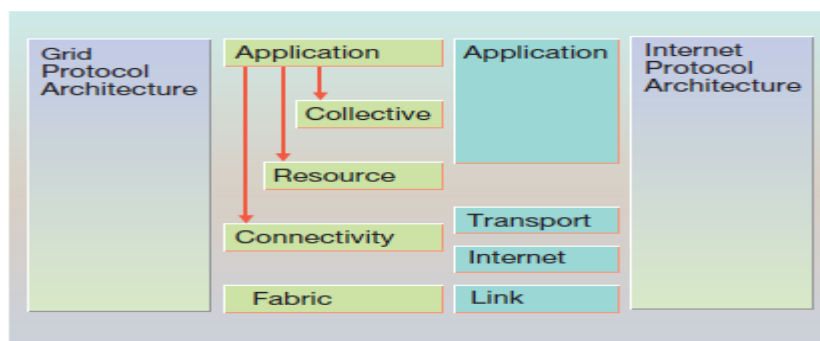 Grid
Protocol
Architecture
Application
Collective
Resource
Connectivity
Fabric
Application
Transport
Internet
Link
Internet
Protocol
Architecture